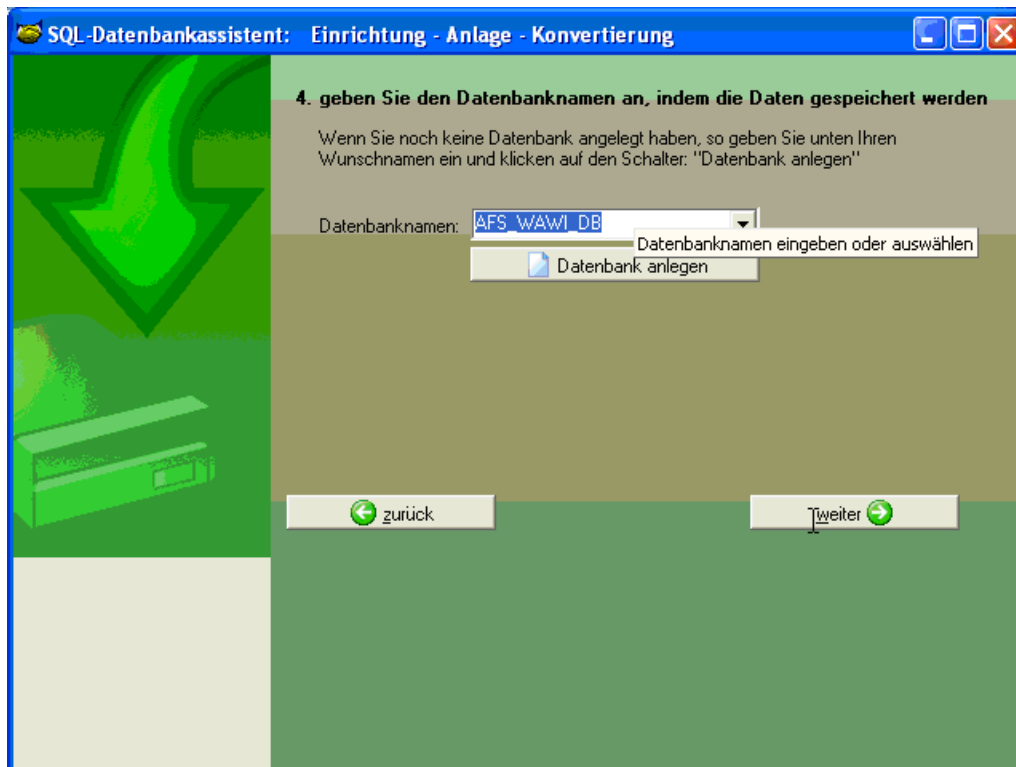 SQL-Datenbankassistent:   Einrichtung - Anlage - Konvertierung
4. geben Sie den Datenbanknamen an, indem die Daten gespeichert werden
Wenn Sie noch keine Datenbank angelegt haben, so geben Sie unten Ihren
Wunschnamen ein und klicken auf den Schalter: "Datenbank anlegen"
Datenbanknamen: AFS_WAWI_DB
Datenbanknamen eingeben oder auswählen
Datenbank anlegen
zurück weiter